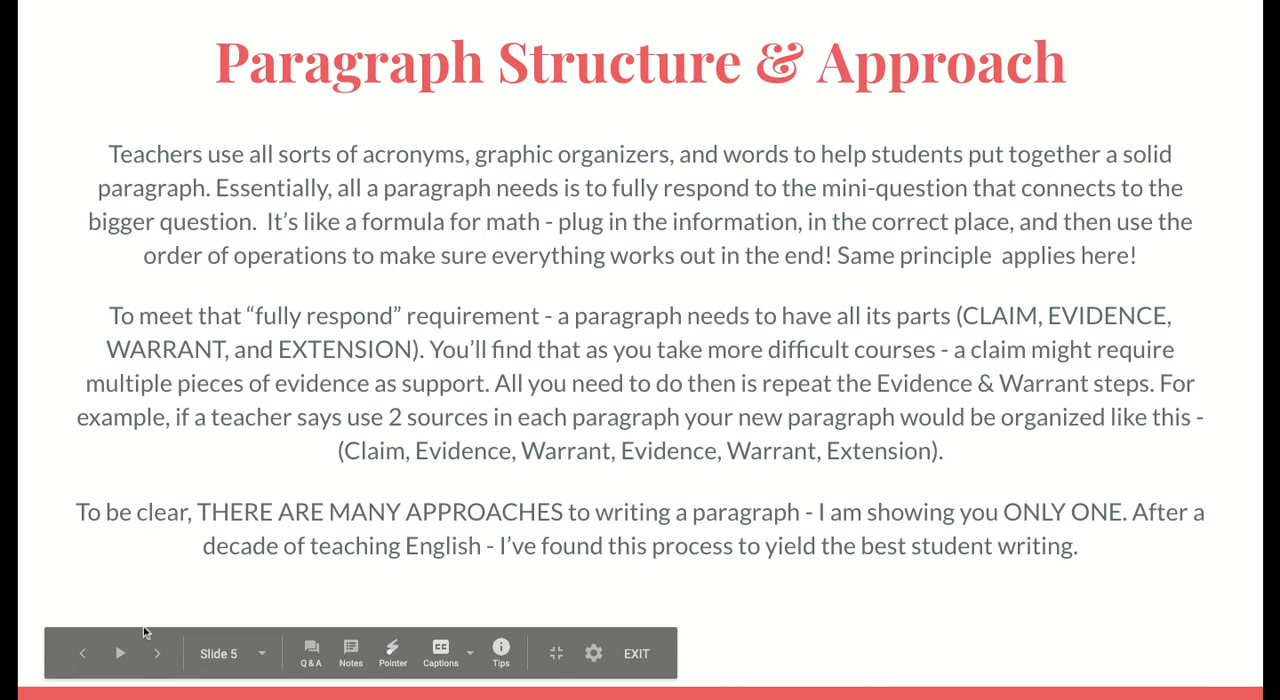 Paragraph Structure & Approach
Teachers use all sorts of acronyms, graphic organizers, and words to help students put together a solid
paragraph. Essentially, all a paragraph needs is to fully respond to the mini-question that connects to the
bigger question.  It’s like a formula for math - plug in the information, in the correct place, and then use the
order of operations to make sure everything works out in the end! Same principle  applies here!
To meet that “fully respond” requirement - a paragraph needs to have all its parts (CLAIM, EVIDENCE,
WARRANT, and EXTENSION). You’ll find that as you take more difficult courses - a claim might require
multiple pieces of evidence as support. All you need to do then is repeat the Evidence & Warrant steps. For
example, if a teacher says use 2 sources in each paragraph your new paragraph would be organized like this -
(Claim, Evidence, Warrant, Evidence, Warrant, Extension).
To be clear, THERE ARE MANY APPROACHES to writing a paragraph - I am showing you ONLY ONE. After a
decade of teaching English - I’ve found this process to yield the best student writing.
Slide 5
Q & A
Notes
Pointer
CC
Captions
Tips
EXIT